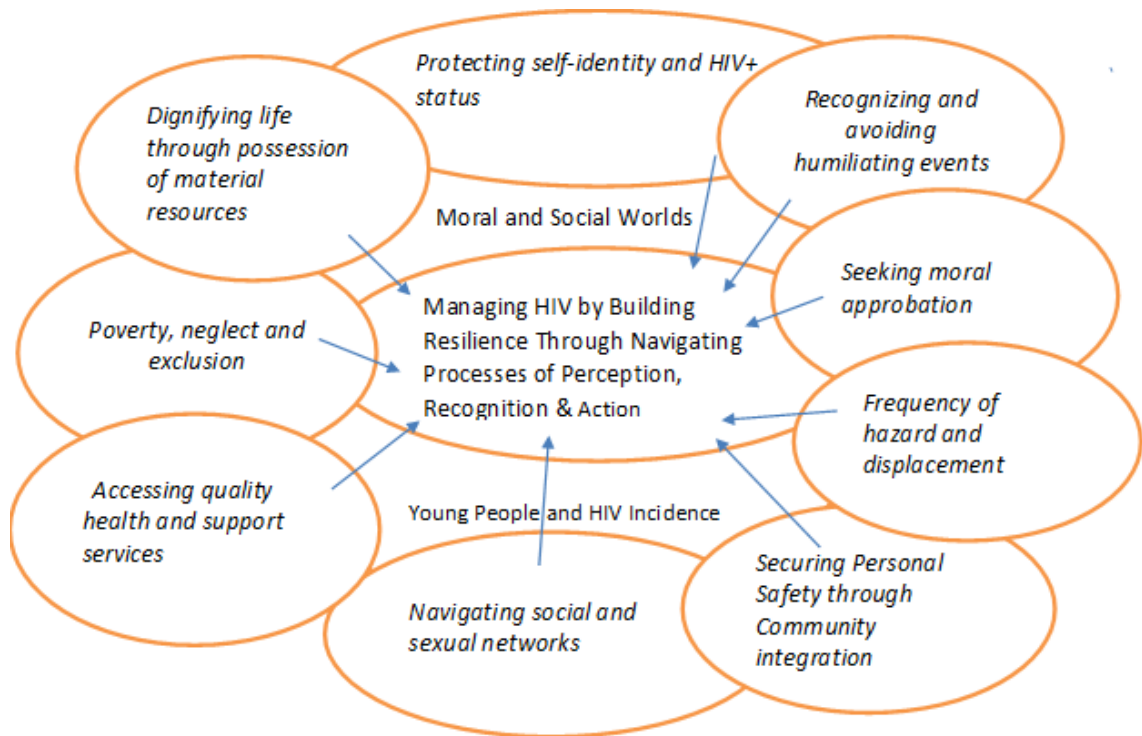 Protecting self-identity and HIV+
status
Dignifying life
through possession
of material
resources
Recognizing and
avoiding
humiliating events
Moral and Social Worlds
Seeking moral
approbation
Managing HIV by Building
Resilience Through Navigating
Processes of Perception,
Recognition & Action
Poverty, neglect and
exclusion
Frequency of
hazard and
displacement
Accessing quality
health and support
services
Young People and HIV Incidence
Securing Personal
Safety through
Community
integration
Navigating social and
sexual networks